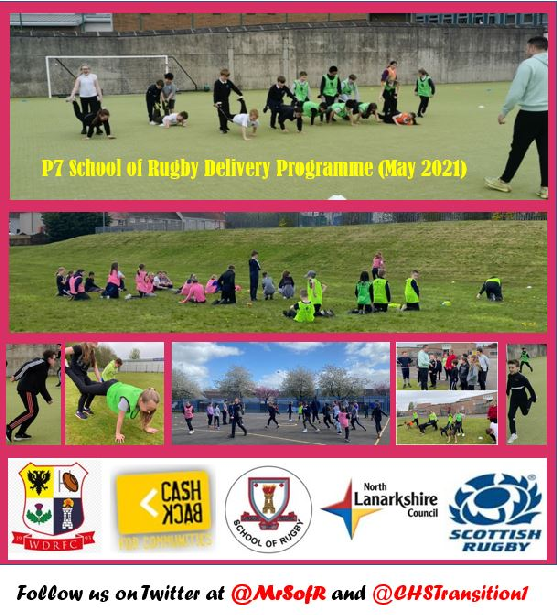 P7 School of Rugby Delivery Programme (May 2021)
WDRFC
CASH
BACK
FOR COMMUNITIES
SCHOOL OF RUGBY
North
Lanarkshire
Council
SCOTTISH
RUGBY
Follow us on Twitter at @MrSofR and @CHSTransition1